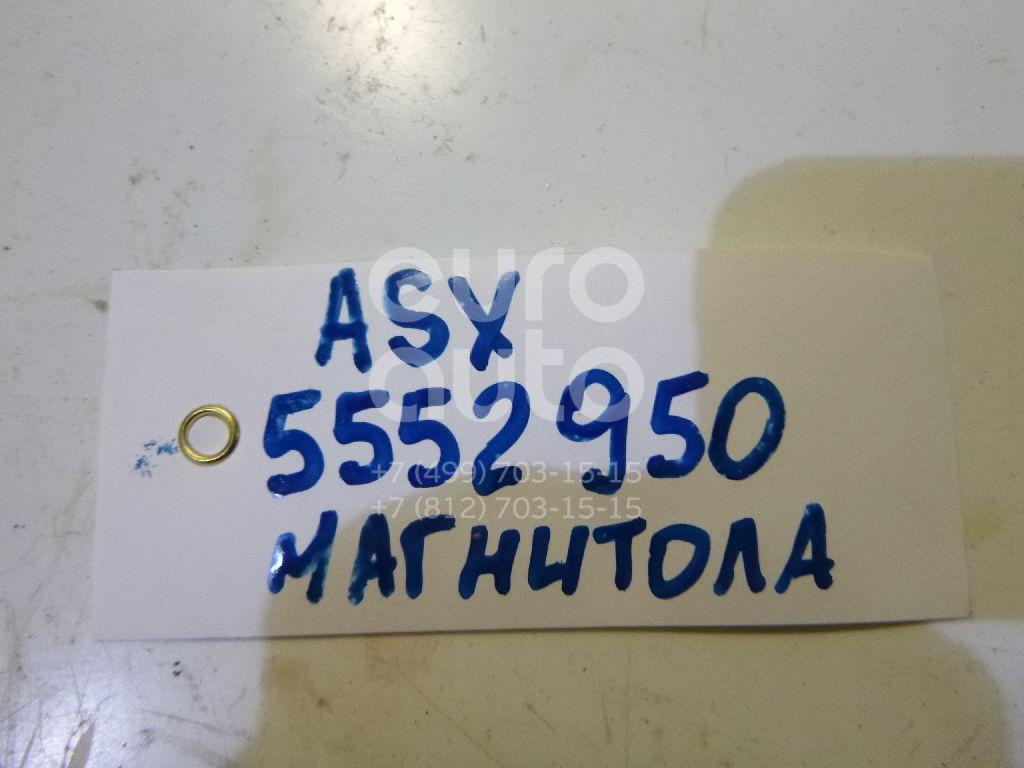 ASX
5552950
МАГНИТОЛА
euro
auto
+7 (499) 703-15-15
+7 (812) 703-15-15